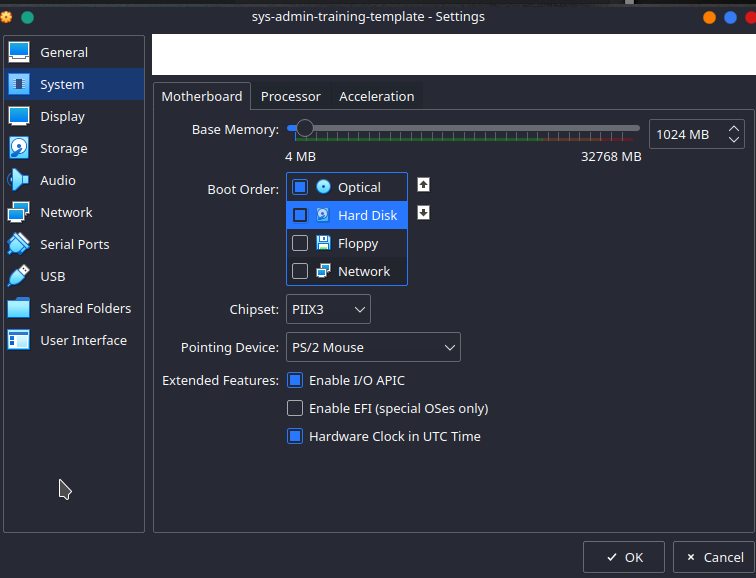 sys-admin-training-template - Settings
General
System
Display
Storage
Audio
Network
Serial Ports
USB
Shared Folders
User Interface
Motherboard Processor Acceleration
Base Memory: 1024 MB
4 MB 32768 MB
Boot Order: Optical
Hard Disk
Floppy
Network
Chipset: PIIX3
Pointing Device: PS/2 Mouse
Extended Features: Enable I/O APIC
Enable EFI (special OSes only)
Hardware Clock in UTC Time
OK Cancel